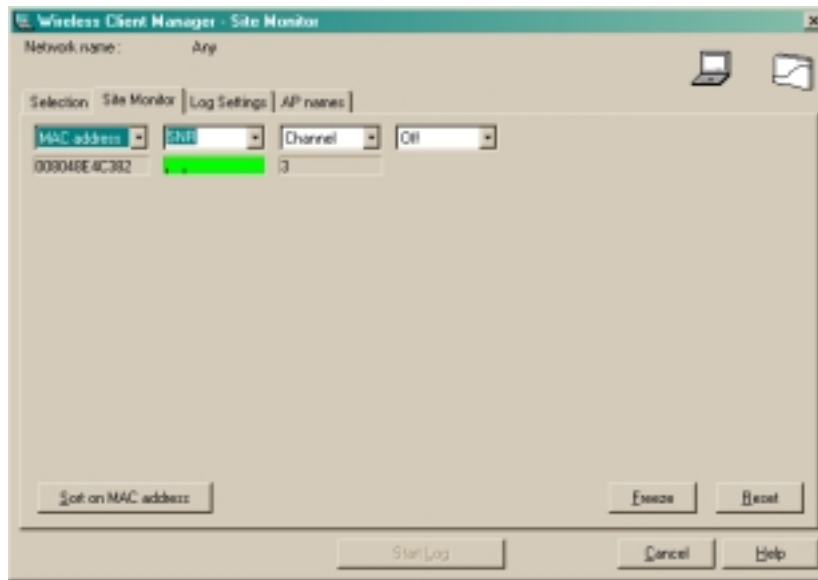 Wireless Client Manager - Site Monitor
Network name: Any
Selection Site Monitor Log Settings AP names
MAC address SNR Channel Off
008048E4C382 3
Sort on MAC address Freeze Reset
Start Log Cancel Help